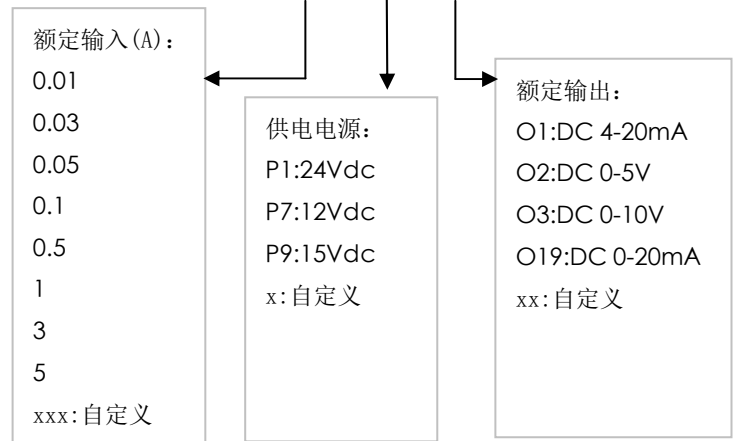 额定输入(A)：
0.01
0.03
0.05
0.1
0.5
1
3
5
xxx:自定义
供电电源：
P1:24Vdc
P7:12Vdc
P9:15Vdc
x:自定义
额定输出：
O1:DC 4-20mA
O2:DC 0-5V
O3:DC 0-10V
O19:DC 0-20mA
xx:自定义